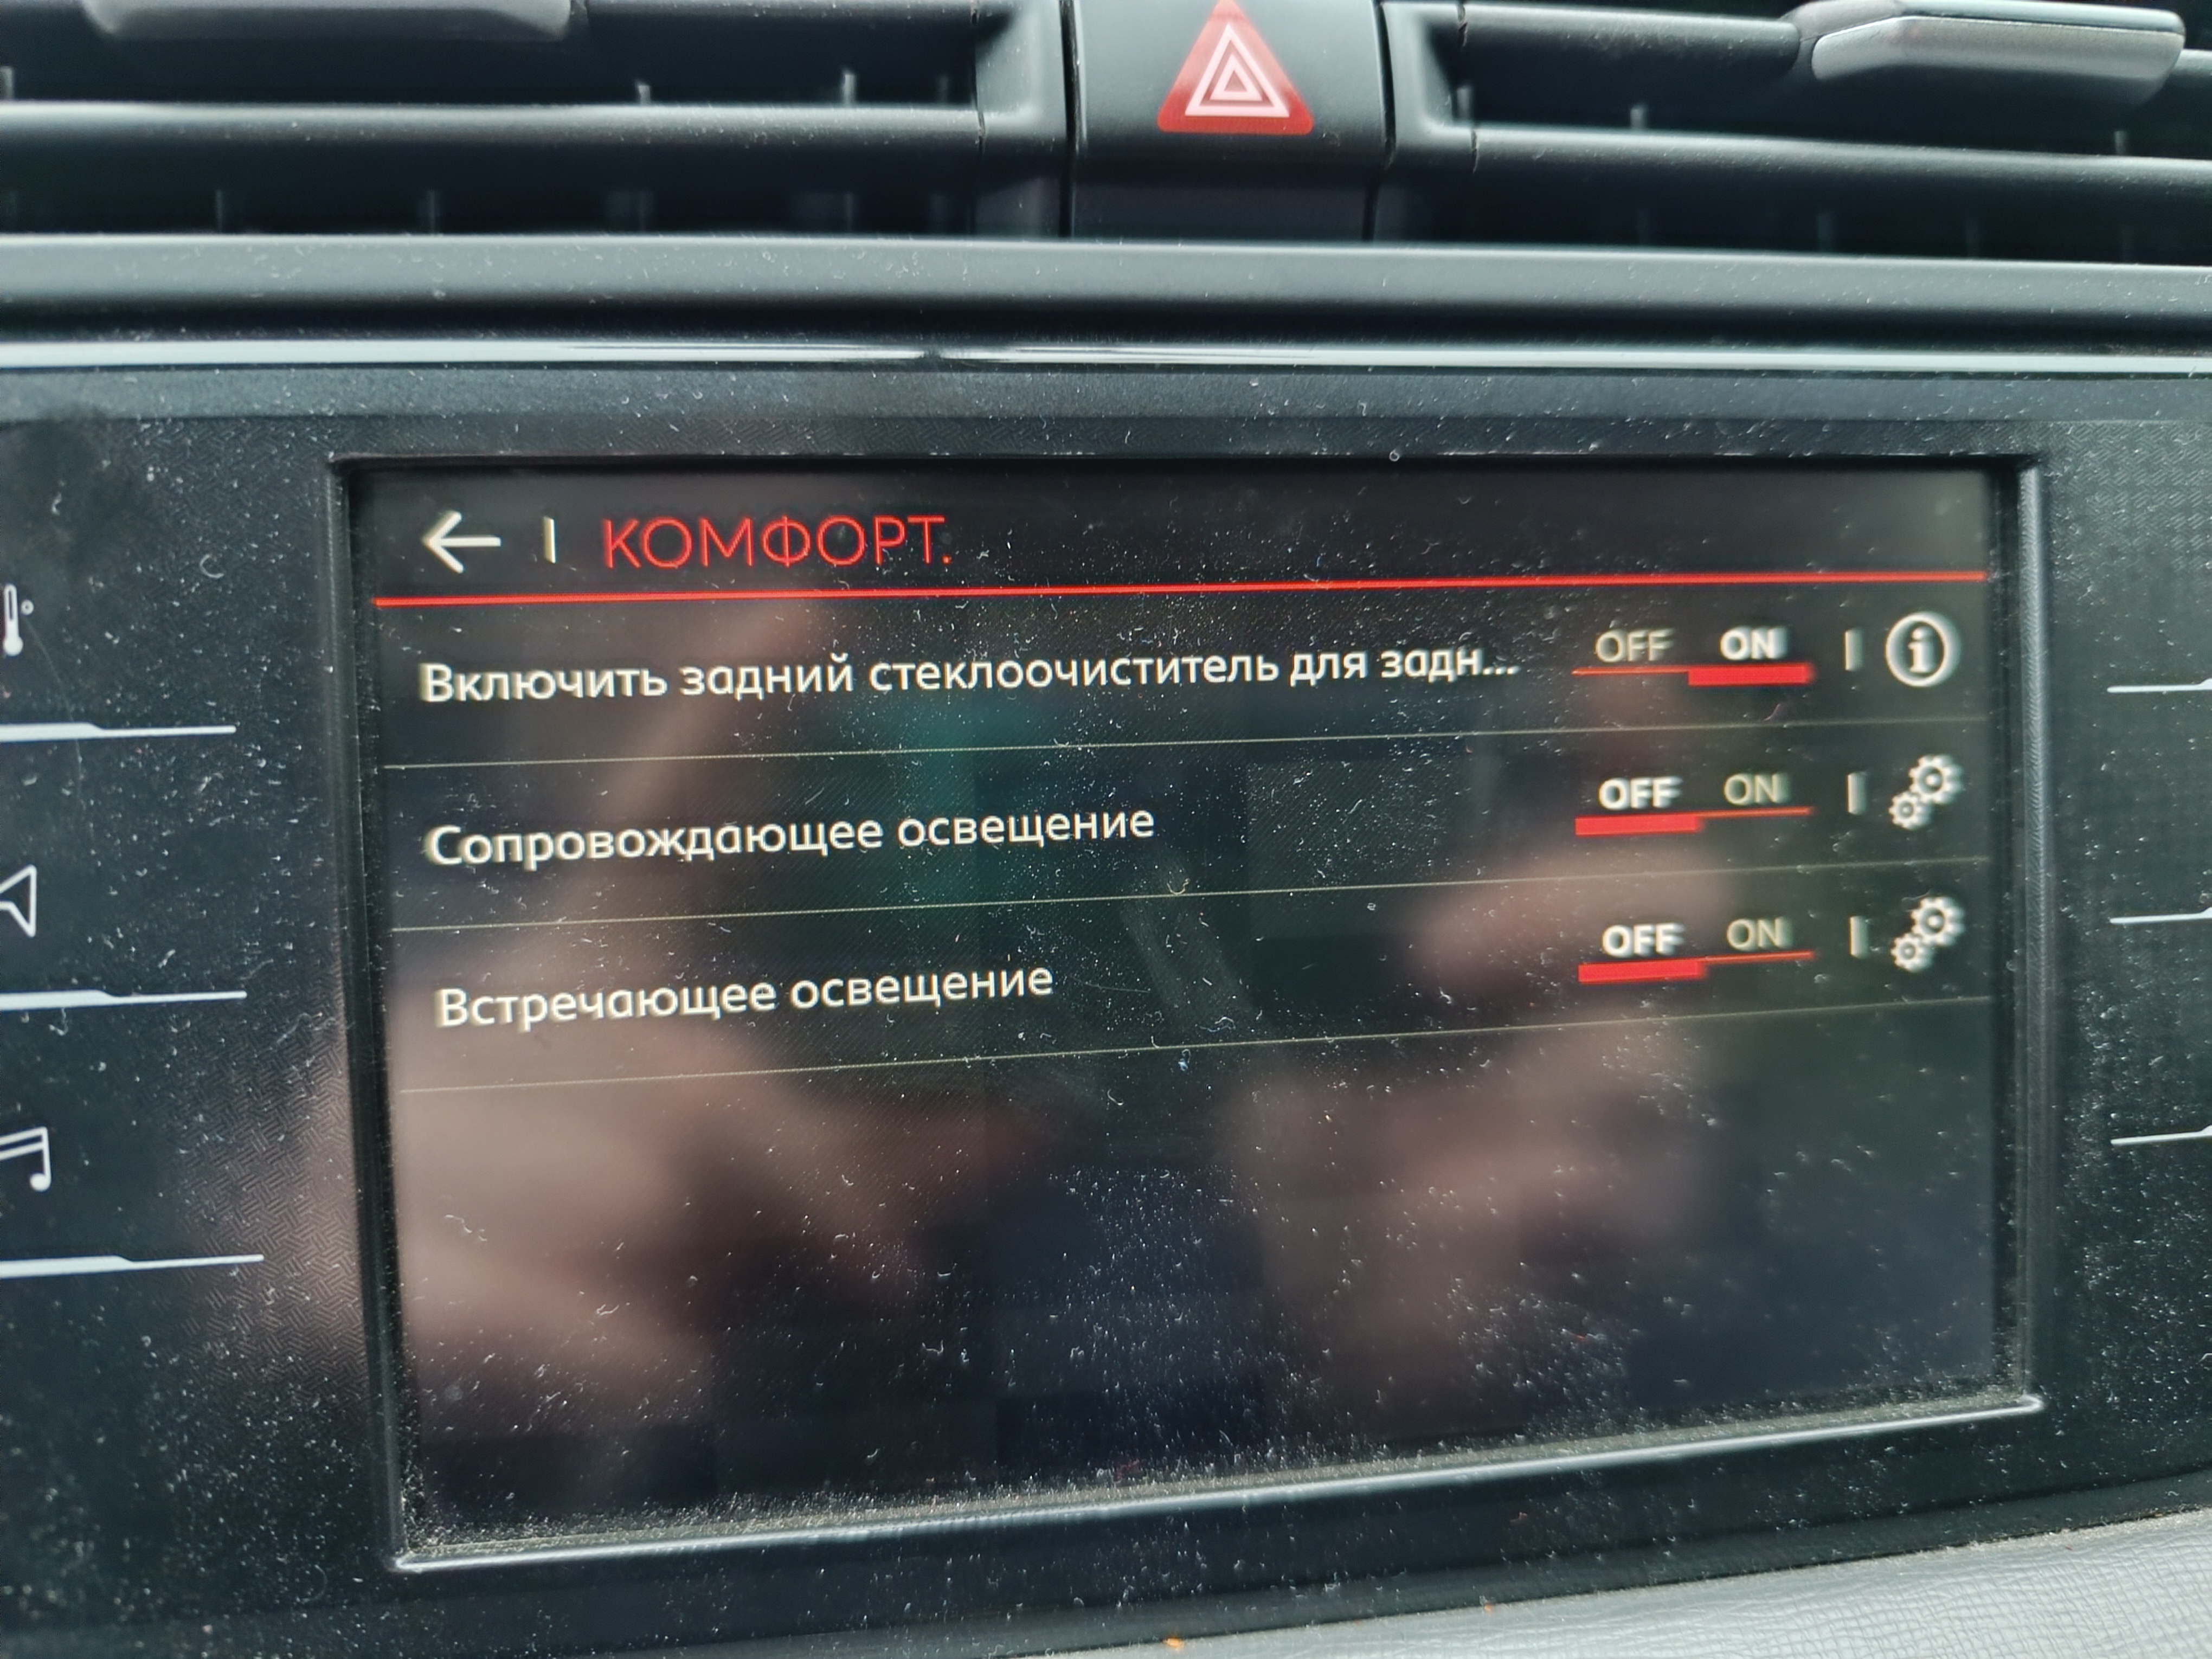 КОМФОРТ.
Включить задний стеклоочиститель для задн... OFF ON
Сопровождающее освещение OFF ON
Встречающее освещение OFF ON